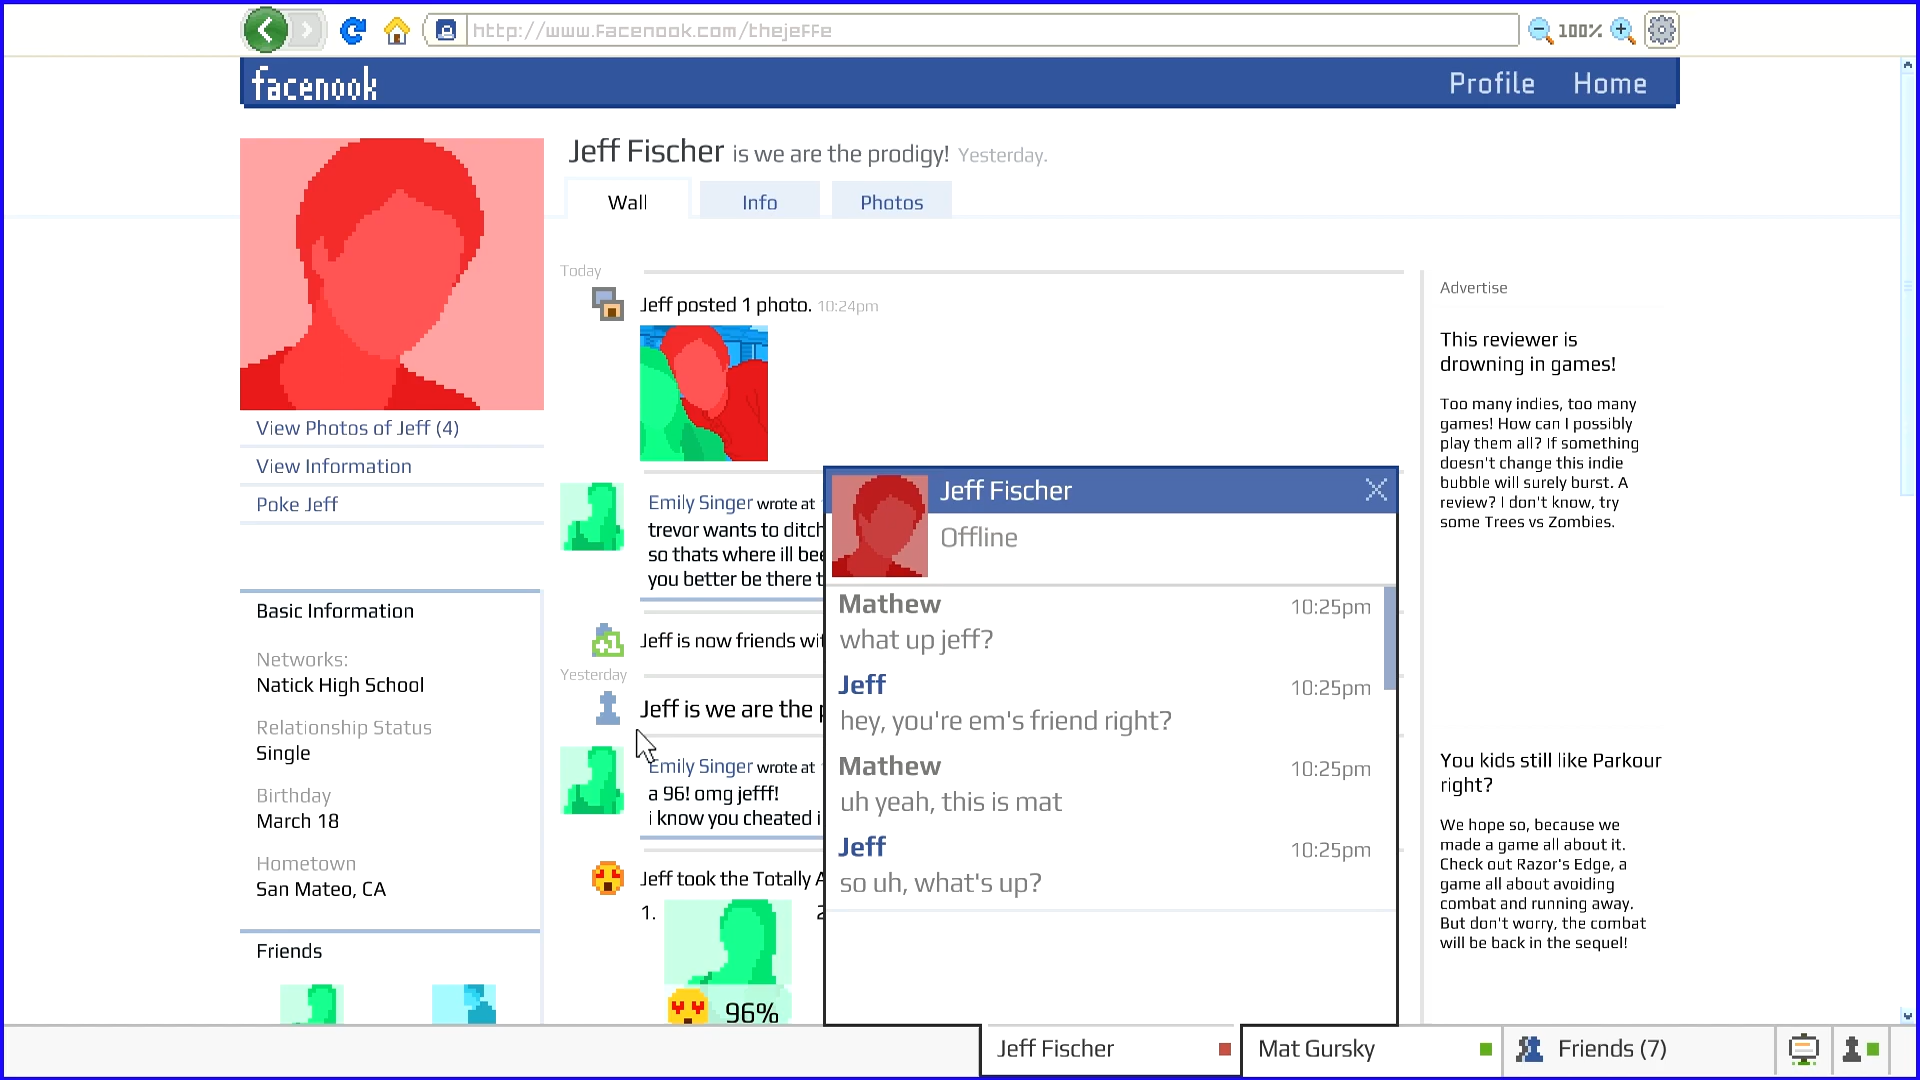 http://www.facenook.com/thejeffe
100%
facenook
Profile
Home
Jeff Fischer is we are the prodigy! Yesterday.
Wall
Info
Photos
View Photos of Jeff (4)
View Information
Poke Jeff
Basic Information
Networks:
Natick High School
Relationship Status
Single
Birthday
March 18
Hometown
San Mateo, CA
Friends
Today
Jeff posted 1 photo. 10:24pm
Emily Singer wrote at
trevor wants to ditch
so thats where ill bee
you better be there t
+1
Jeff is now friends wit
Yesterday
Jeff is we are the p
Emily Singer wrote at
a 96! omg jefff!
i know you cheated i
Jeff took the Totally A
1.
2
96%
Jeff Fischer
Offline
Mathew 10:25pm
what up jeff?
Jeff 10:25pm
hey, you're em's friend right?
Mathew 10:25pm
uh yeah, this is mat
Jeff 10:25pm
so uh, what's up?
Advertise
This reviewer is
drowning in games!
Too many indies, too many
games! How can I possibly
play them all? If something
doesn't change this indie
bubble will surely burst. A
review? I don't know, try
some Trees vs Zombies.
You kids still like Parkour
right?
We hope so, because we
made a game all about it.
Check out Razor's Edge, a
game all about avoiding
combat and running away.
But don't worry, the combat
will be back in the sequel!
Jeff Fischer
Mat Gursky
Friends (7)